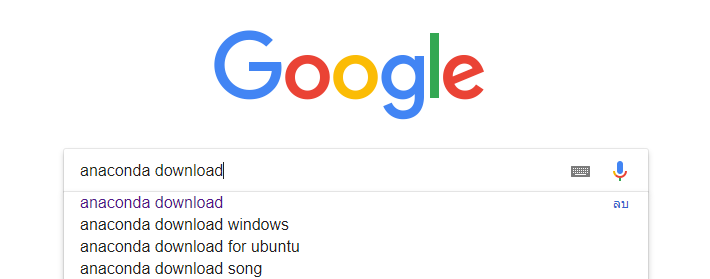 Google
anaconda download
anaconda download ลบ
anaconda download windows
anaconda download for ubuntu
anaconda download song